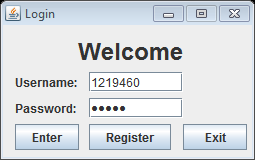 Login
Welcome
Username: 1219460
Password: •••••
Enter Register Exit